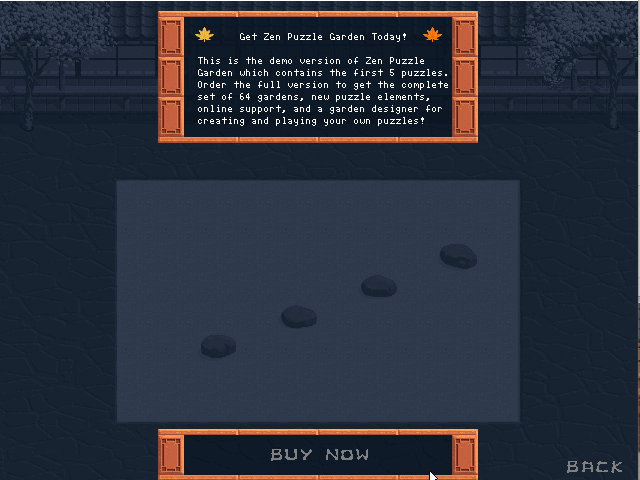 Get Zen Puzzle Garden Today!
This is the demo version of Zen Puzzle
Garden which contains the first 5 puzzles.
Order the full version to get the complete
set of 64 gardens, new puzzle elements,
online support, and a garden designer for
creating and playing your own puzzles!
BUY NOW
BACK